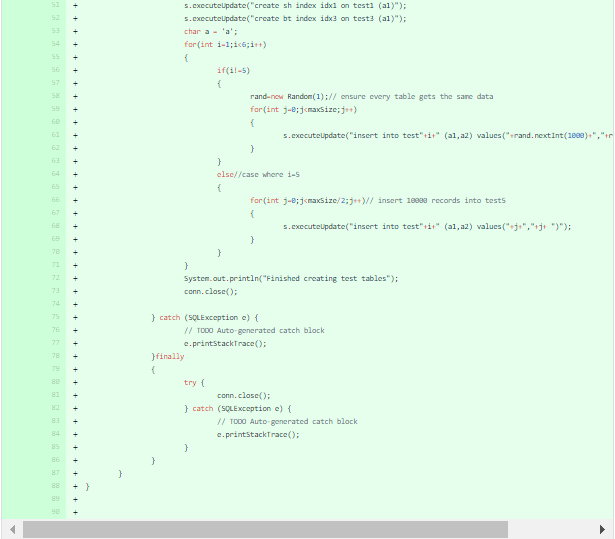 51 + s.executeUpdate("create sh index idx1 on test1 (a1)");
52 + s.executeUpdate("create bt index idx3 on test3 (a1)");
53 + char a = 'a';
54 + for(int i=1;i<6;i++)
55 + {
56 + if(i!=5)
57 + {
58 + rand=new Random(1);// ensure every table gets the same data
59 + for(int j=0;j<maxSize;j++)
60 + {
61 + s.executeUpdate("insert into test"+i+" (a1,a2) values("+rand.nextInt(1000)+","+r
62 + }
63 + }
64 + else//case where i=5
65 + {
66 + for(int j=0;j<maxSize/2;j++)// insert 10000 records into test5
67 + {
68 + s.executeUpdate("insert into test"+i+" (a1,a2) values("+j+","+j+ ")");
69 + }
70 + }
71 + }
72 + System.out.println("Finished creating test tables");
73 + conn.close();
74 +
75 + } catch (SQLException e) {
76 + // TODO Auto-generated catch block
77 + e.printStackTrace();
78 + }finally
79 + {
80 + try {
81 + conn.close();
82 + } catch (SQLException e) {
83 + // TODO Auto-generated catch block
84 + e.printStackTrace();
85 + }
86 + }
87 + }
88 + }
89 +
90 +